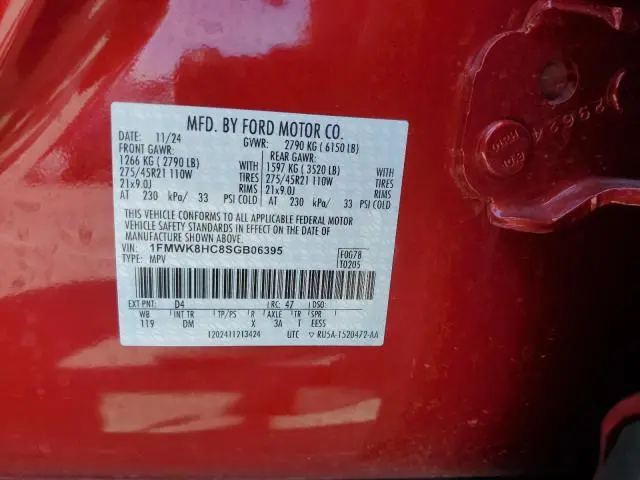 MFD. BY FORD MOTOR CO.
DATE: 11/24 GVWR: 2790 KG ( 6150 LB)
FRONT GAWR: REAR GAWR:
1266 KG ( 2790 LB) WITH 1597 KG ( 3520 LB) WITH
275/45R21 110W TIRES 275/45R21 110W TIRES
21x9.0J RIMS 21x9.0J RIMS
AT 230 kPa/ 33 PSI COLD AT 230 kPa/ 33 PSI COLD
THIS VEHICLE CONFORMS TO ALL APPLICABLE FEDERAL MOTOR
VEHICLE SAFETY STANDARDS IN EFFECT ON THE DATE OF
MANUFACTURE SHOWN ABOVE.
VIN: 1FMWK8HC8SGB06395 F0G78
TYPE: MPV T0205
EXT PNT: D4 RC: 47 DSO:
WB INT TR TP/PS R AXLE TR SPR
119 DM X 3A T EESS
1202411213424 UTC ▽ RU5A-1520472-AA